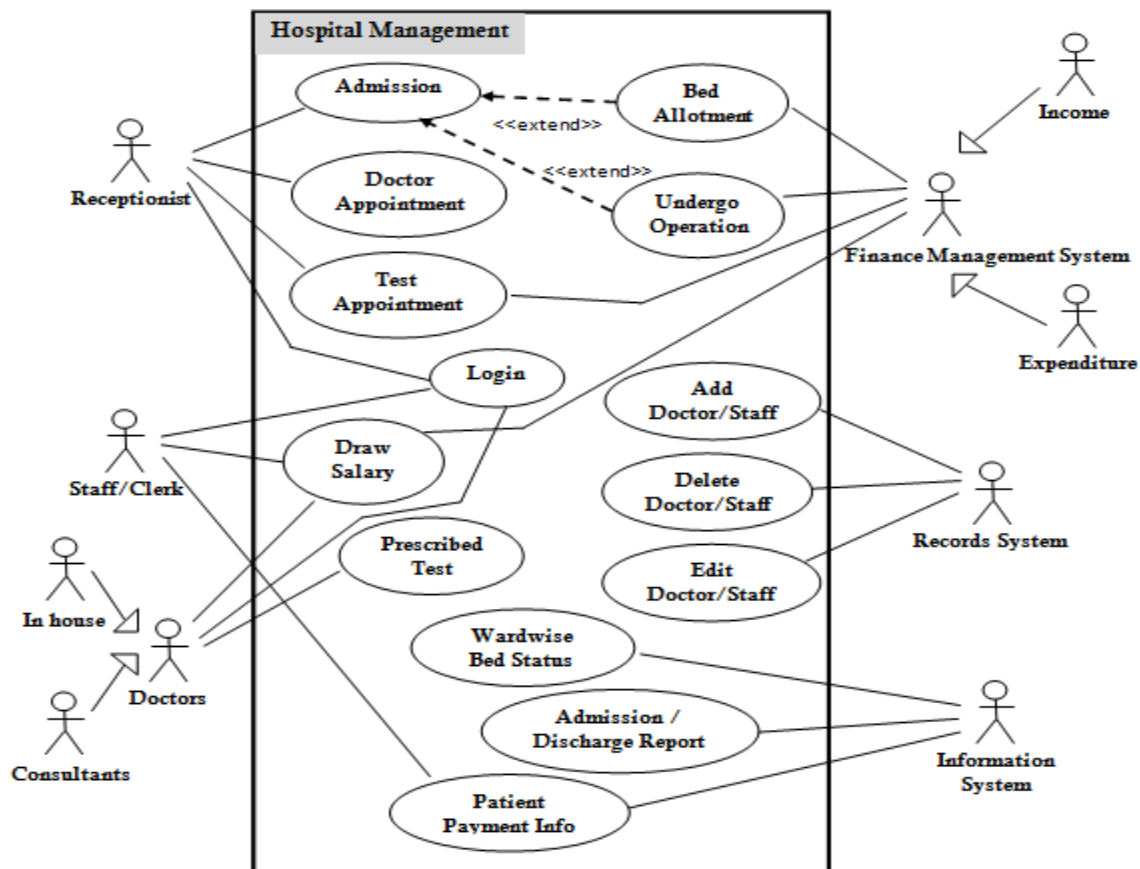 Hospital Management
Admission
Bed
Allotment
Income
<<extend>>
Receptionist
Doctor
Appointment
<<extend>>
Undergo
Operation
Finance Management System
Test
Appointment
Expenditure
Login
Add
Doctor/Staff
Staff/Clerk
Draw
Salary
Delete
Doctor/Staff
Records System
Prescribed
Test
Edit
Doctor/Staff
In house
Doctors
Wardwise
Bed Status
Consultants
Admission /
Discharge Report
Information
System
Patient
Payment Info